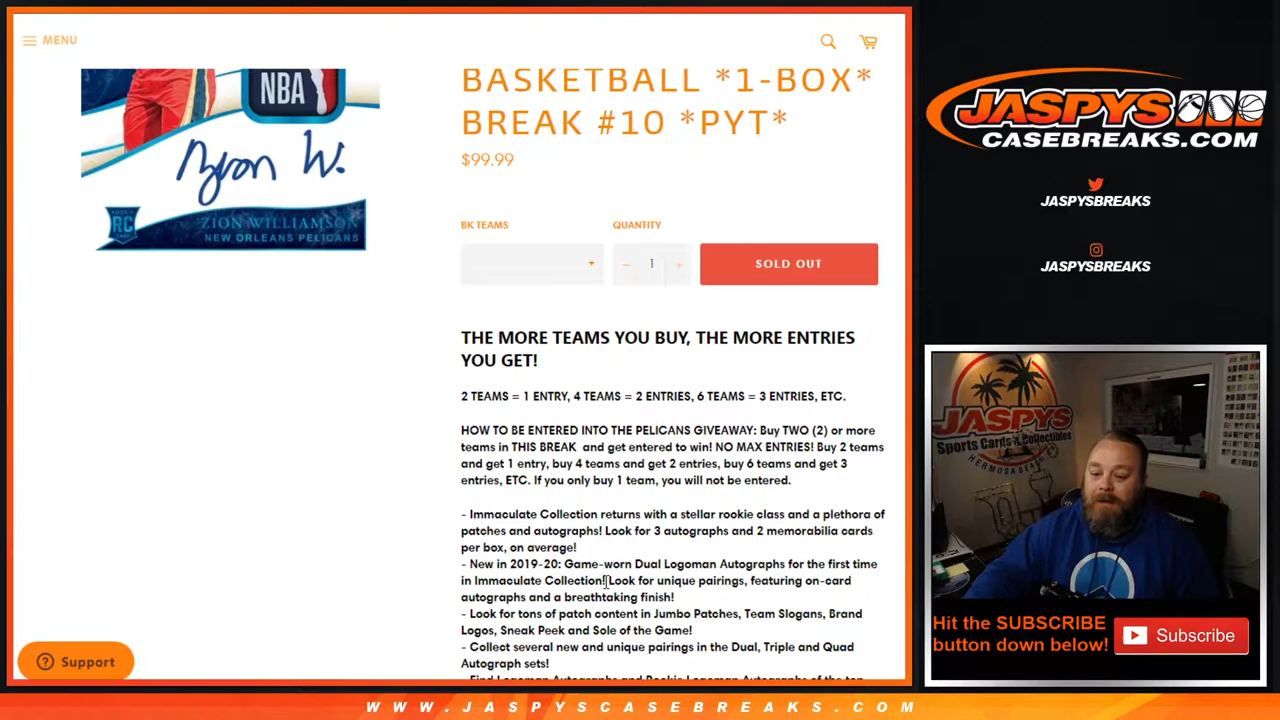 MENU
NBA
RC
ZION WILLIAMSON
NEW ORLEANS PELICANS
BASKETBALL *1-BOX*
BREAK #10 *PYT*
$99.99
BK TEAMS
QUANTITY
− 1 +
SOLD OUT
THE MORE TEAMS YOU BUY, THE MORE ENTRIES
YOU GET!
2 TEAMS = 1 ENTRY, 4 TEAMS = 2 ENTRIES, 6 TEAMS = 3 ENTRIES, ETC.
HOW TO BE ENTERED INTO THE PELICANS GIVEAWAY: Buy TWO (2) or more
teams in THIS BREAK and get entered to win! NO MAX ENTRIES! Buy 2 teams
and get 1 entry, buy 4 teams and get 2 entries, buy 6 teams and get 3
entries, ETC. If you only buy 1 team, you will not be entered.
- Immaculate Collection returns with a stellar rookie class and a plethora of
patches and autographs! Look for 3 autographs and 2 memorabilia cards
per box, on average!
- New in 2019-20: Game-worn Dual Logoman Autographs for the first time
in Immaculate Collection! Look for unique pairings, featuring on-card
autographs and a breathtaking finish!
- Look for tons of patch content in Jumbo Patches, Team Slogans, Brand
Logos, Sneak Peek and Sole of the Game!
- Collect several new and unique pairings in the Dual, Triple and Quad
Autograph sets!
- Find Logoman Autographs and Rookie Logoman Autographs of the top
Support
JASPYS
CASEBREAKS.COM
JASPYSBREAKS
JASPYSBREAKS
JASPYS
Sports Cards & Collectibles
HERMOSA BEACH
Hit the SUBSCRIBE
button down below!
Subscribe
WWW.JASPYSCASEBREAKS.COM